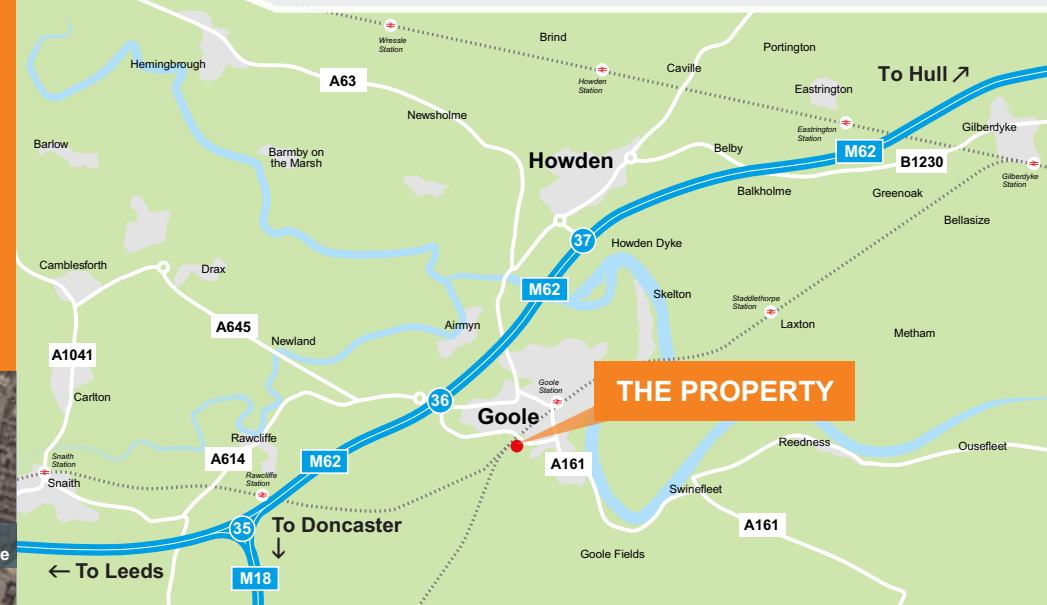 Wressle
Station
Brind
Portington
Hemingbrough
A63
Howden
Station
Caville
To Hull ↗
Eastrington
Newsholme
Eastrington
Station
Gilberdyke
Barlow
Barmby on
the Marsh
Howden
Belby
M62
B1230
Gilberdyke
Station
Balkholme
Greenoak
Bellasize
37
Howden Dyke
Camblesforth
Drax
M62
Skelton
Staddlethorpe
Station
Laxton
Metham
A645
Airmyn
Newland
A1041
Carlton
36
Goole
Station
THE PROPERTY
Goole
Rawcliffe
A614
M62
A161
Reedness
Ousefleet
Snaith
Station
Snaith
Rawcliffe
Station
Swinefleet
A161
35
To Doncaster
↓
Goole Fields
e
← To Leeds
M18